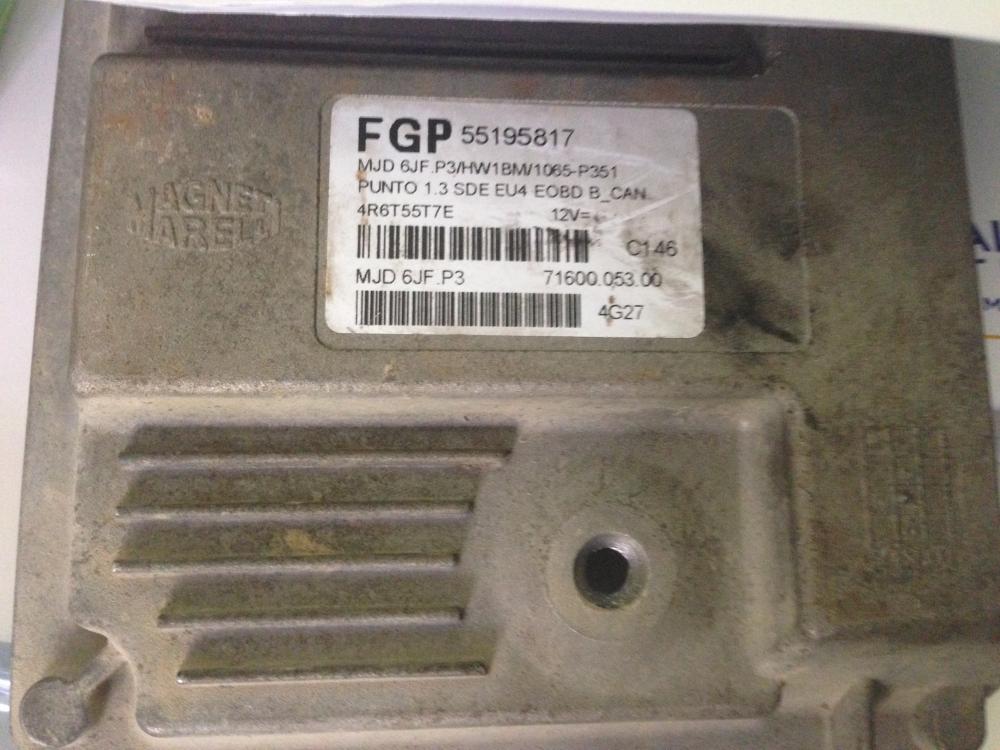 FGP 55195817
MJD 6JF.P3/HW1BM/1065-P351
PUNTO 1.3 SDE EU4 EOBD B_CAN
4R6T55T7E 12V=
C146
MJD 6JF.P3 71600.053.00
4G27
MAGNETI
MARELLI